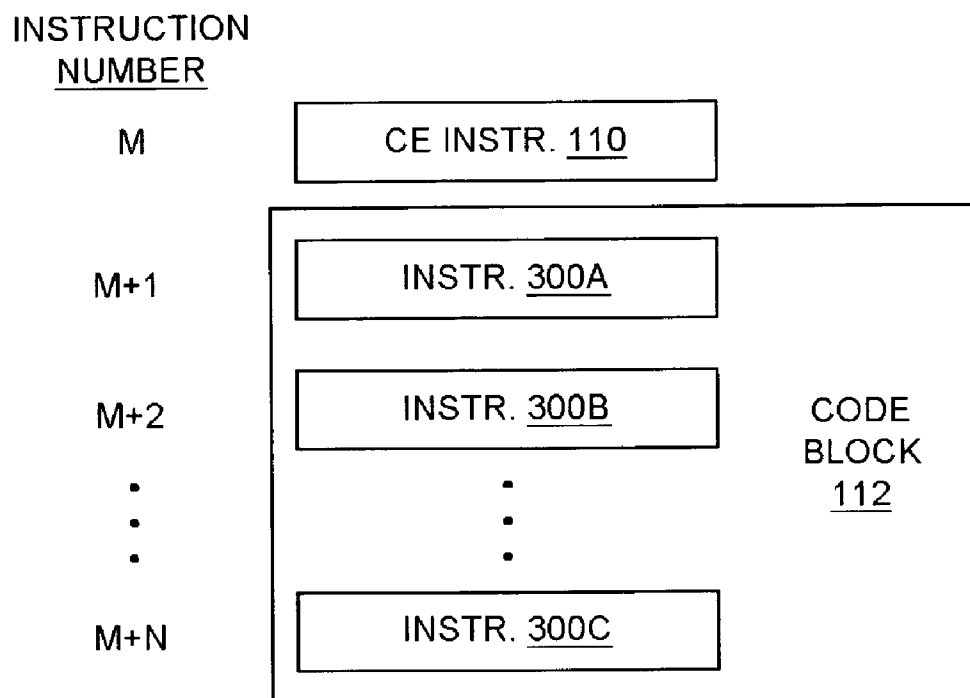 INSTRUCTION
NUMBER
M
CE INSTR. 110
M+1
INSTR. 300A
M+2
INSTR. 300B
CODE
BLOCK
112
M+N
INSTR. 300C